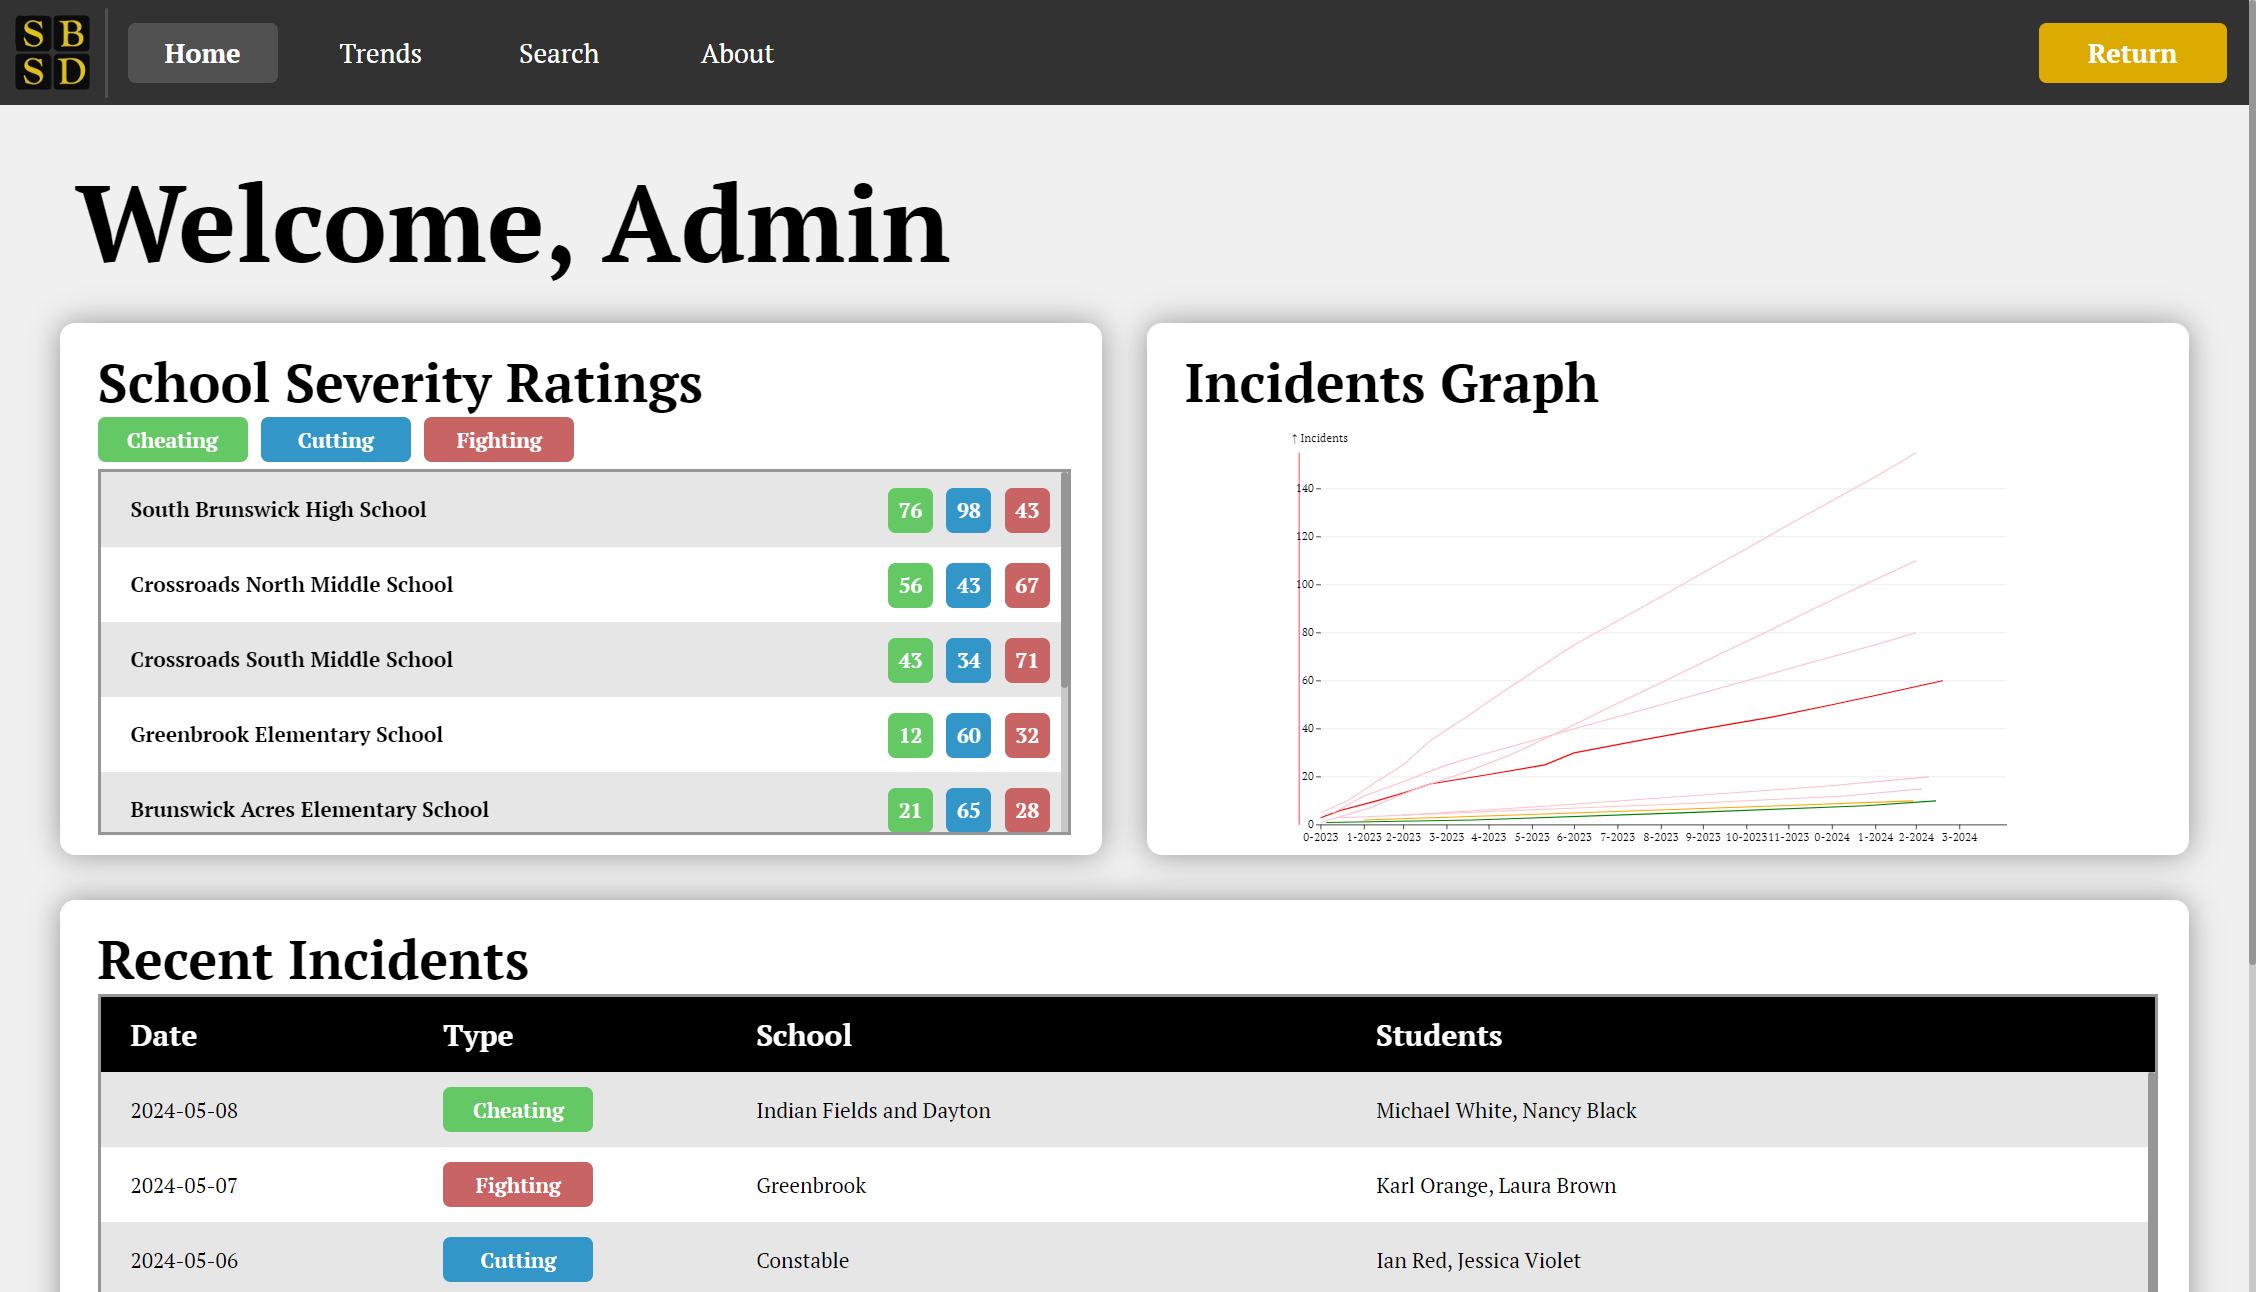 S B
S D
Home Trends Search About Return
Welcome, Admin
School Severity Ratings
Cheating Cutting Fighting
South Brunswick High School 76 98 43
Crossroads North Middle School 56 43 67
Crossroads South Middle School 43 34 71
Greenbrook Elementary School 12 60 32
Brunswick Acres Elementary School 21 65 28
Incidents Graph
↑ Incidents
140
120
100
80
60
40
20
0
0-2023 1-2023 2-2023 3-2023 4-2023 5-2023 6-2023 7-2023 8-2023 9-2023 10-2023 11-2023 0-2024 1-2024 2-2024 3-2024
Recent Incidents
Date Type School Students
2024-05-08 Cheating Indian Fields and Dayton Michael White, Nancy Black
2024-05-07 Fighting Greenbrook Karl Orange, Laura Brown
2024-05-06 Cutting Constable Ian Red, Jessica Violet